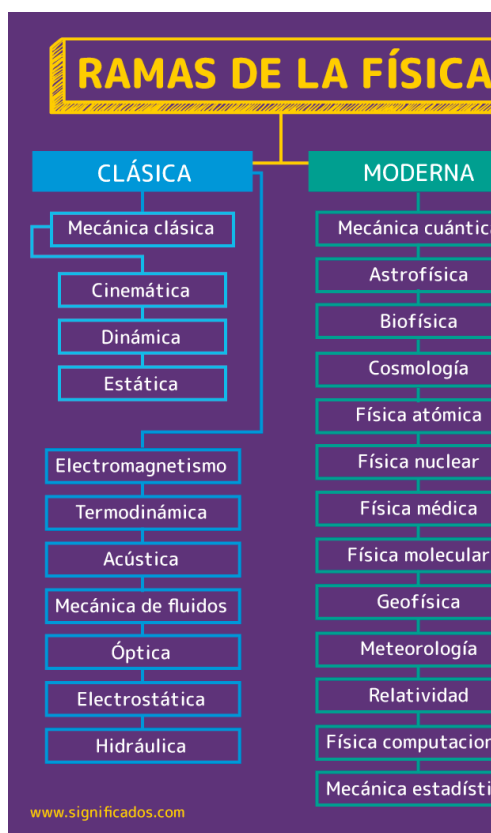 RAMAS DE LA FÍSICA
CLÁSICA
Mecánica clásica
Cinemática
Dinámica
Estática
Electromagnetismo
Termodinámica
Acústica
Mecánica de fluidos
Óptica
Electrostática
Hidráulica
MODERNA
Mecánica cuántica
Astrofísica
Biofísica
Cosmología
Física atómica
Física nuclear
Física médica
Física molecular
Geofísica
Meteorología
Relatividad
Física
Mecánica
www.significados.com